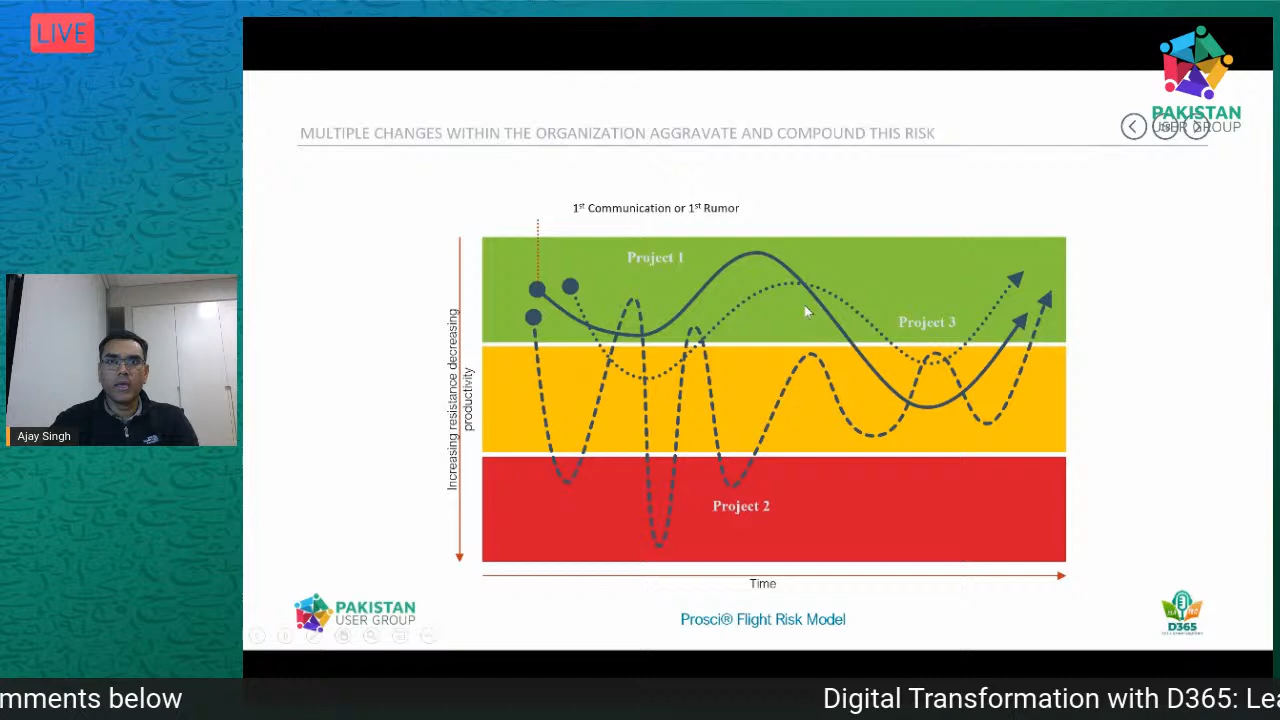 LIVE
PAKISTAN
USER GROUP
MULTIPLE CHANGES WITHIN THE ORGANIZATION AGGRAVATE AND COMPOUND THIS RISK
1st Communication or 1st Rumor
Project 1
Project 3
Project 2
Increasing resistance decreasing
productivity
Time
Ajay Singh
PAKISTAN
USER GROUP
Prosci® Flight Risk Model
D365
mments below
Digital Transformation with D365: Lea